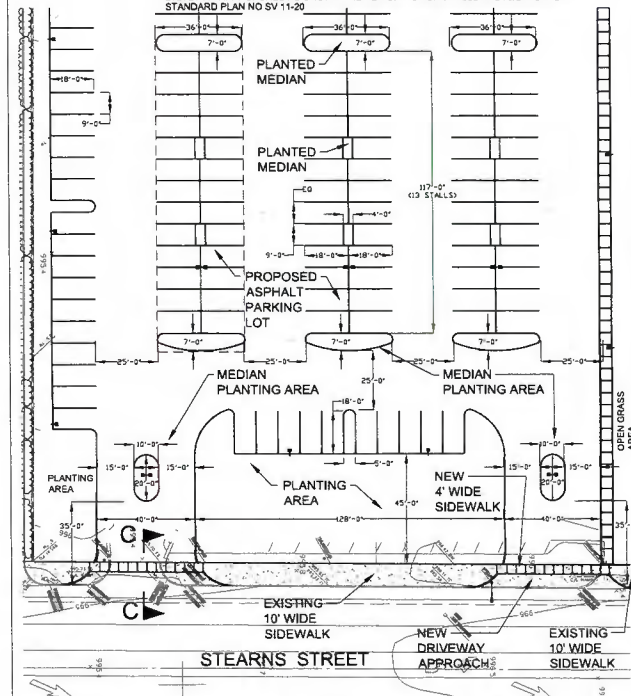 STANDARD PLAN NO SV 11-20
36'-0"
36'-0"
36'-0"
7'-0"
7'-0"
7'-0"
PLANTED
MEDIAN
18'-0"
9'-0"
PLANTED
MEDIAN
117'-0"
(13 STALLS)
EQ
4'-0"
9'-0"
18'-0"
18'-0"
995.4
PROPOSED
ASPHALT
PARKING
LOT
7'-0"
7'-0"
7'-0"
25'-0"
25'-0"
25'-0"
25'-0"
MEDIAN
PLANTING AREA
25'-0"
MEDIAN
PLANTING AREA
18'-0"
OPEN GRASS
AREA
10'-0"
10'-0"
PLANTING
AREA
15'-0"
15'-0"
20'-0"
5'-0"
PLANTING
AREA
NEW
4' WIDE
SIDEWALK
15'-0"
15'-0"
20'-0"
45'-0"
35'-0"
35'-0"
40'-0"
128'-0"
40'-0"
C
C
EXISTING
10' WIDE
SIDEWALK
NEW
DRIVEWAY
APPROACH
EXISTING
10' WIDE
SIDEWALK
STEARNS STREET